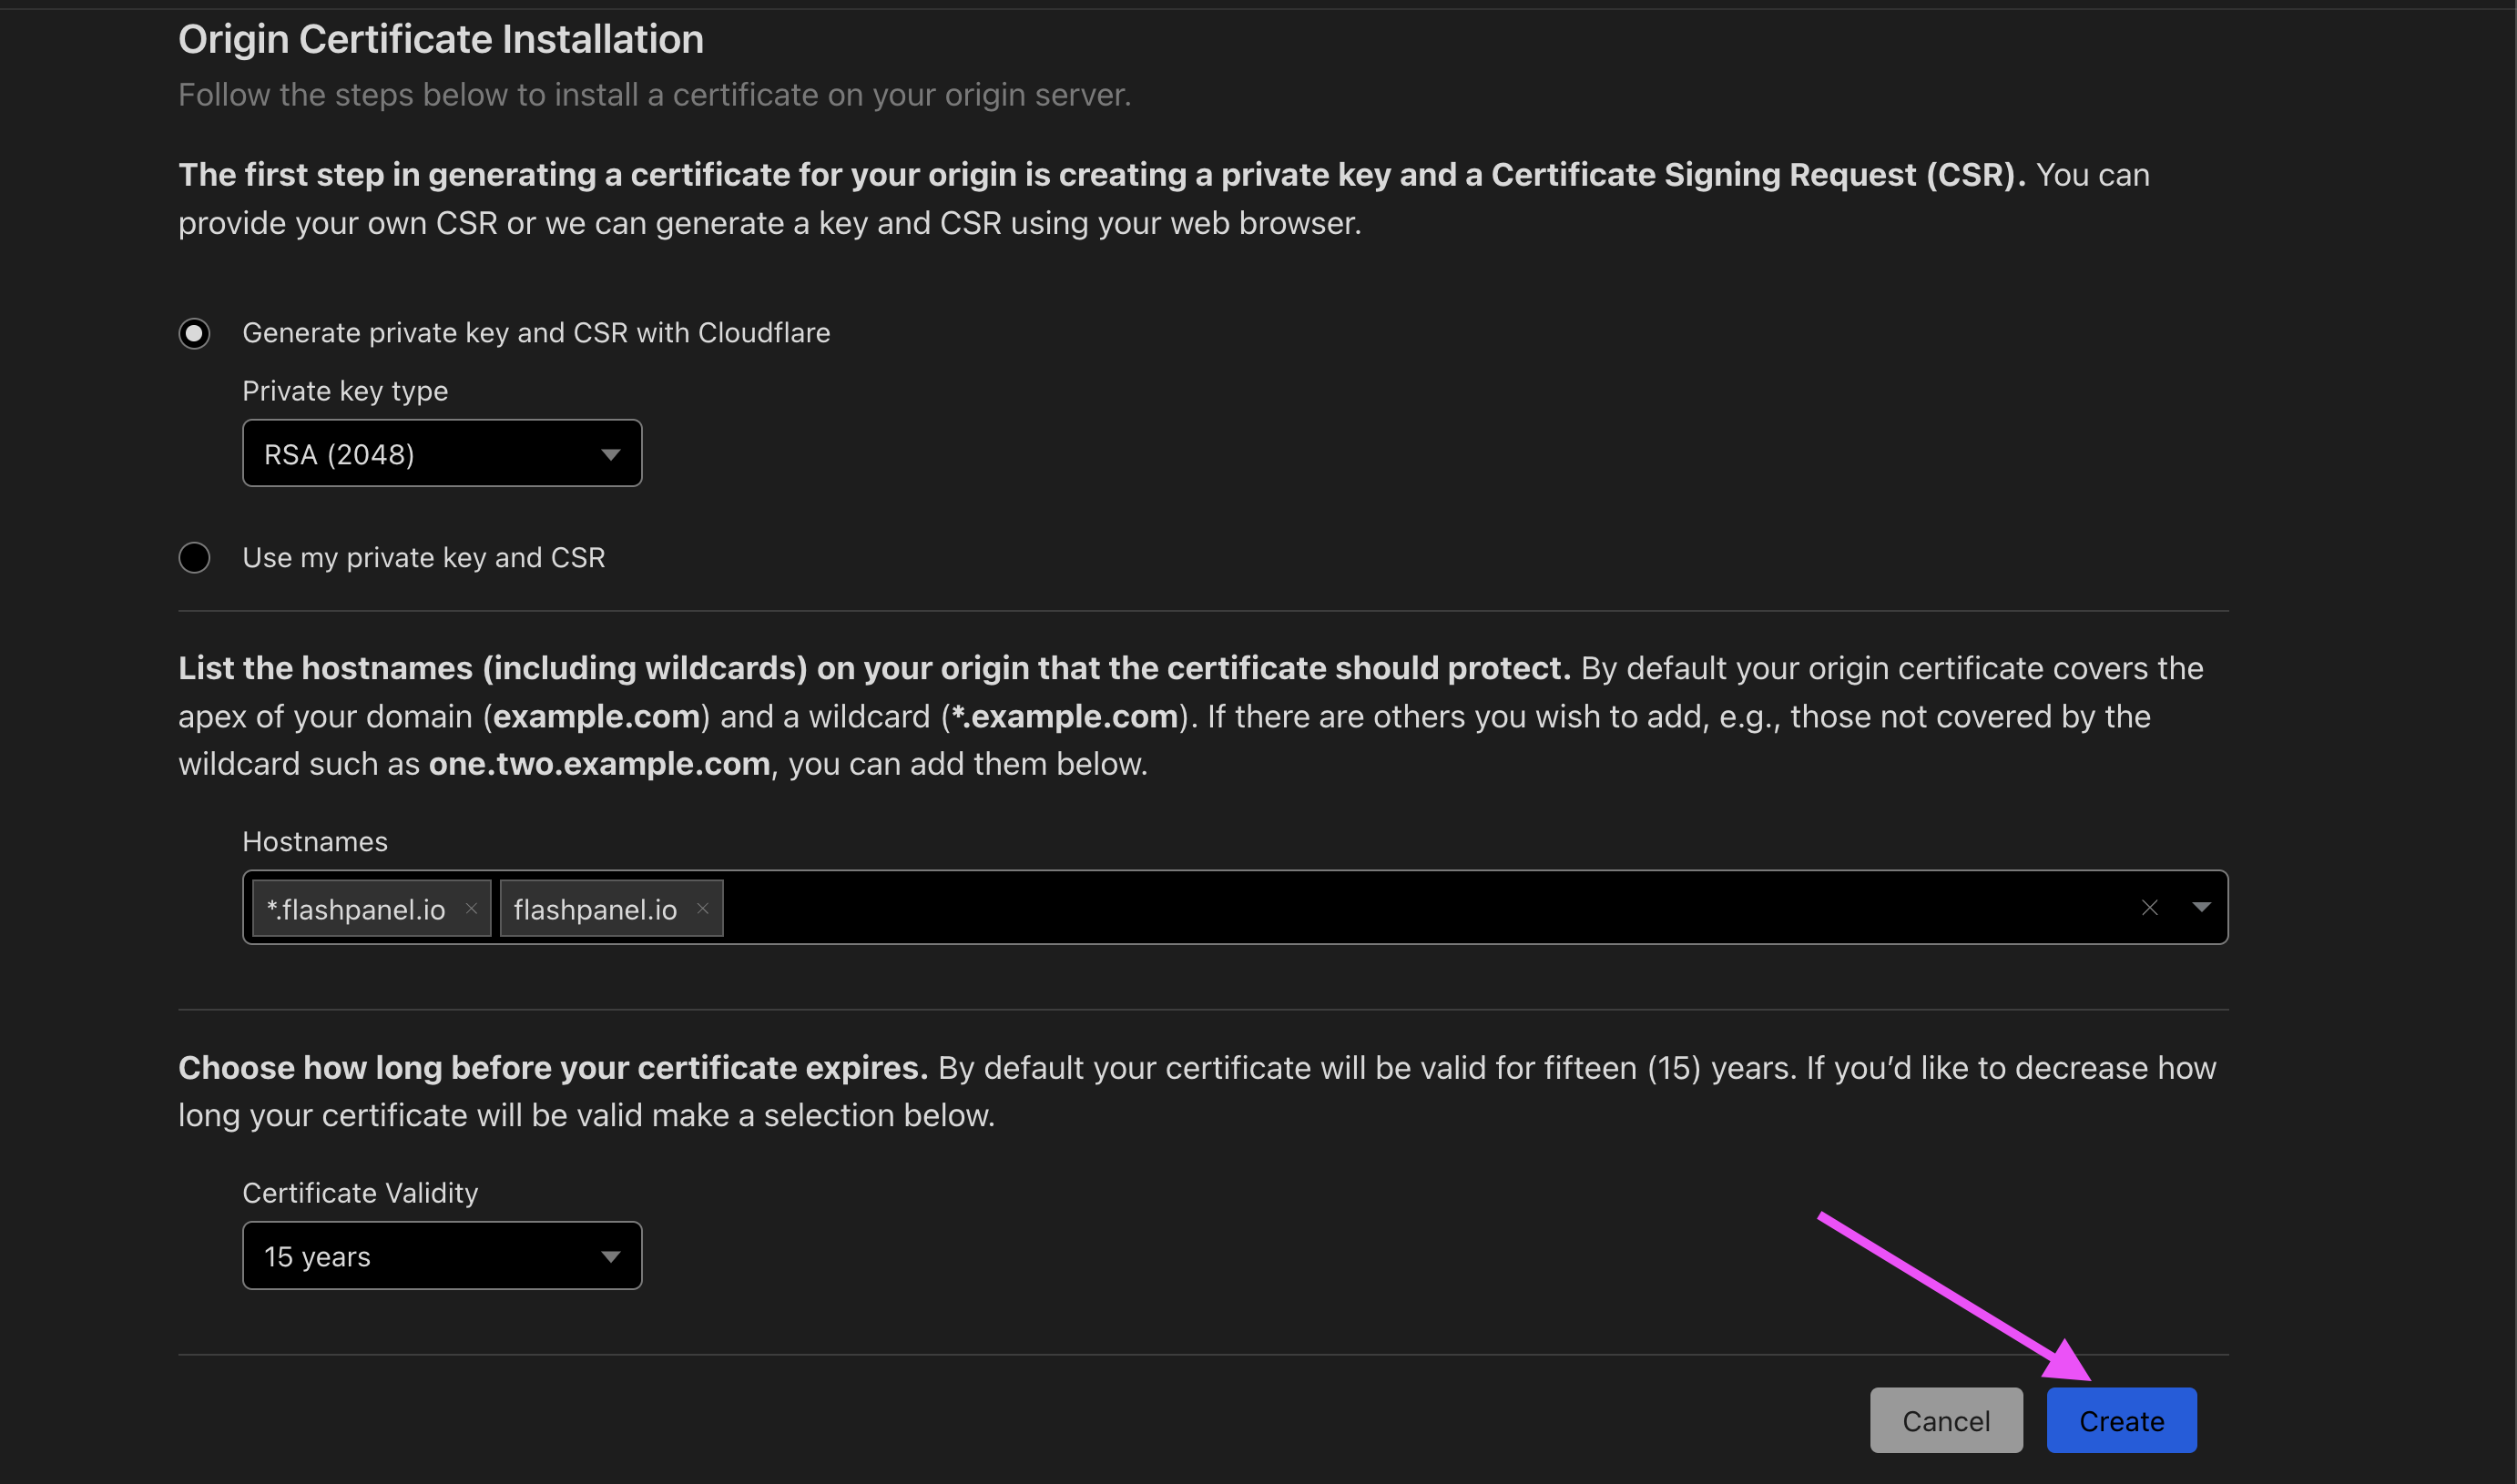 Origin Certificate Installation
Follow the steps below to install a certificate on your origin server.
The first step in generating a certificate for your origin is creating a private key and a Certificate Signing Request (CSR). You can
provide your own CSR or we can generate a key and CSR using your web browser.
Generate private key and CSR with Cloudflare
Private key type
RSA (2048)
Use my private key and CSR
List the hostnames (including wildcards) on your origin that the certificate should protect. By default your origin certificate covers the
apex of your domain (example.com) and a wildcard (*.example.com). If there are others you wish to add, e.g., those not covered by the
wildcard such as one.two.example.com, you can add them below.
Hostnames
*.flashpanel.io × flashpanel.io ×
Choose how long before your certificate expires. By default your certificate will be valid for fifteen (15) years. If you’d like to decrease how
long your certificate will be valid make a selection below.
Certificate Validity
15 years
Cancel Create